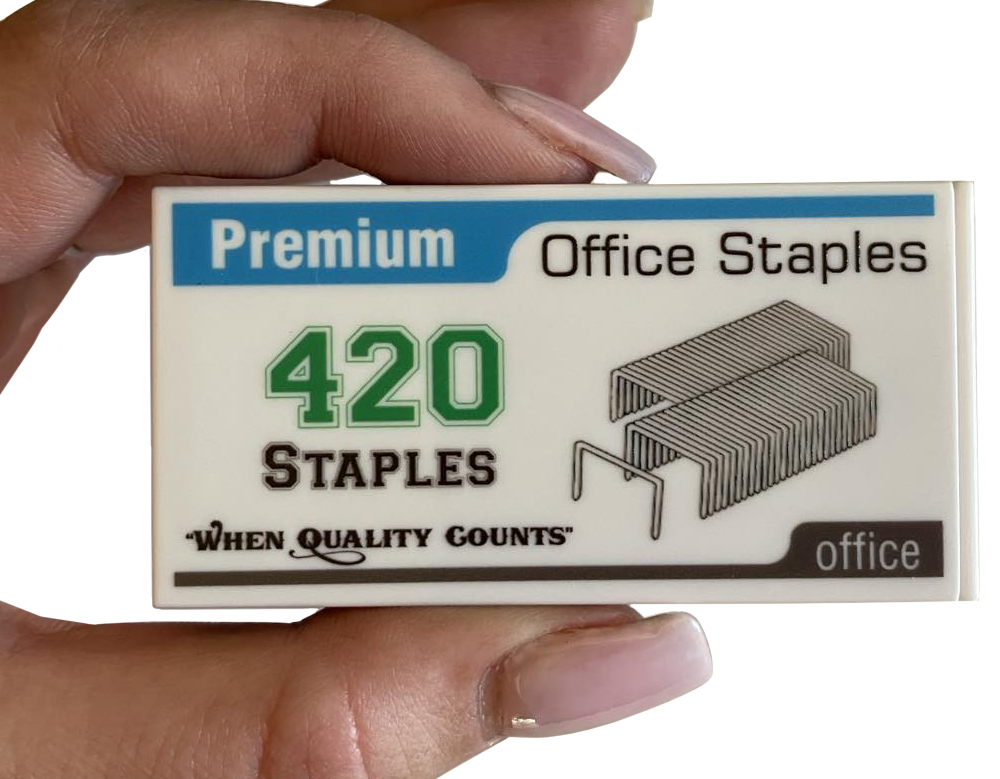 Premium
Office Staples
420
STAPLES
"WHEN QUALITY COUNTS"
office